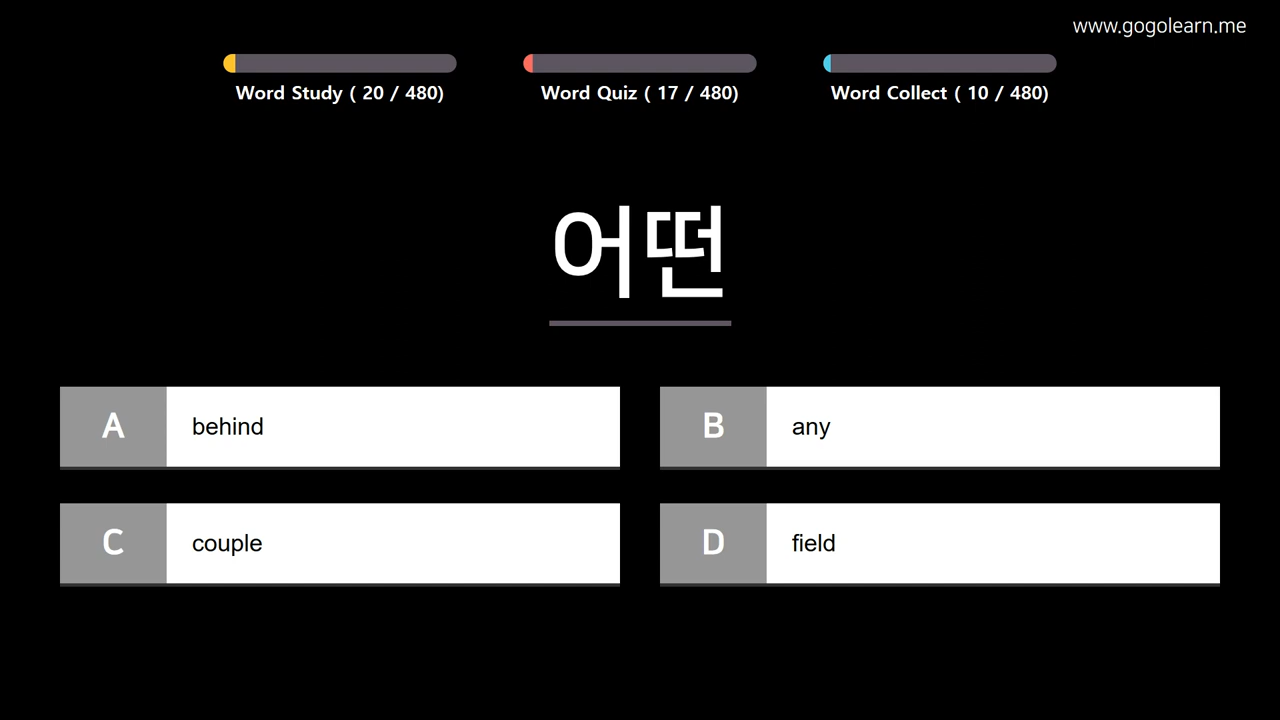 www.gogolearn.me
Word Study ( 20 / 480)
Word Quiz ( 17 / 480)
Word Collect ( 10 / 480)
어떤
A behind
B any
C couple
D field